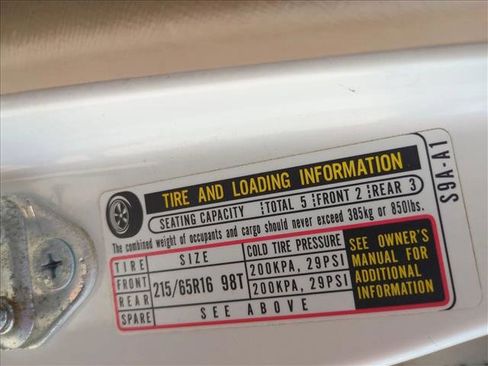 TIRE AND LOADING INFORMATION
SEATING CAPACITY TOTAL 5 FRONT 2 REAR 3
The combined weight of occupants and cargo should never exceed 385kg or 850lbs.
TIRE SIZE COLD TIRE PRESSURE
FRONT 215/65R16 98T 200KPA, 29PSI
REAR 200KPA, 29PSI
SPARE SEE ABOVE
SEE OWNER'S
MANUAL FOR
ADDITIONAL
INFORMATION
S9A-A1